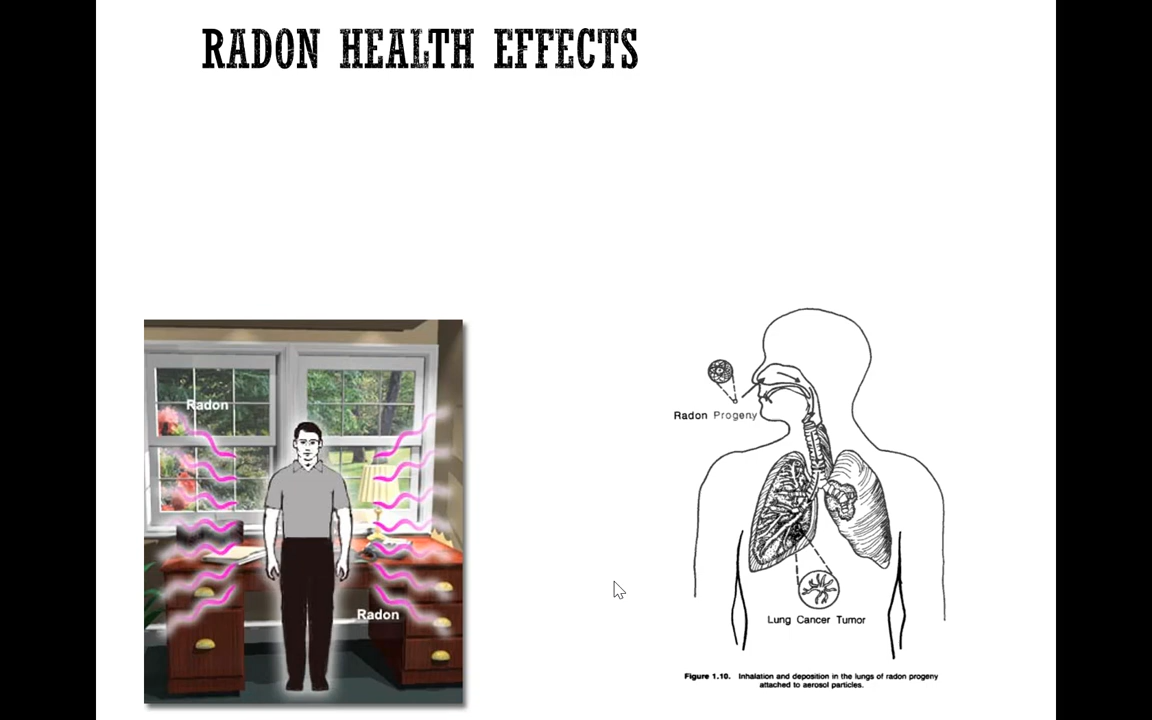 RADON HEALTH EFFECTS
Radon
Radon
Radon Progeny
Lung Cancer Tumor
Figure 1.10. Inhalation and deposition in the lungs of radon progeny
attached to aerosol particles.